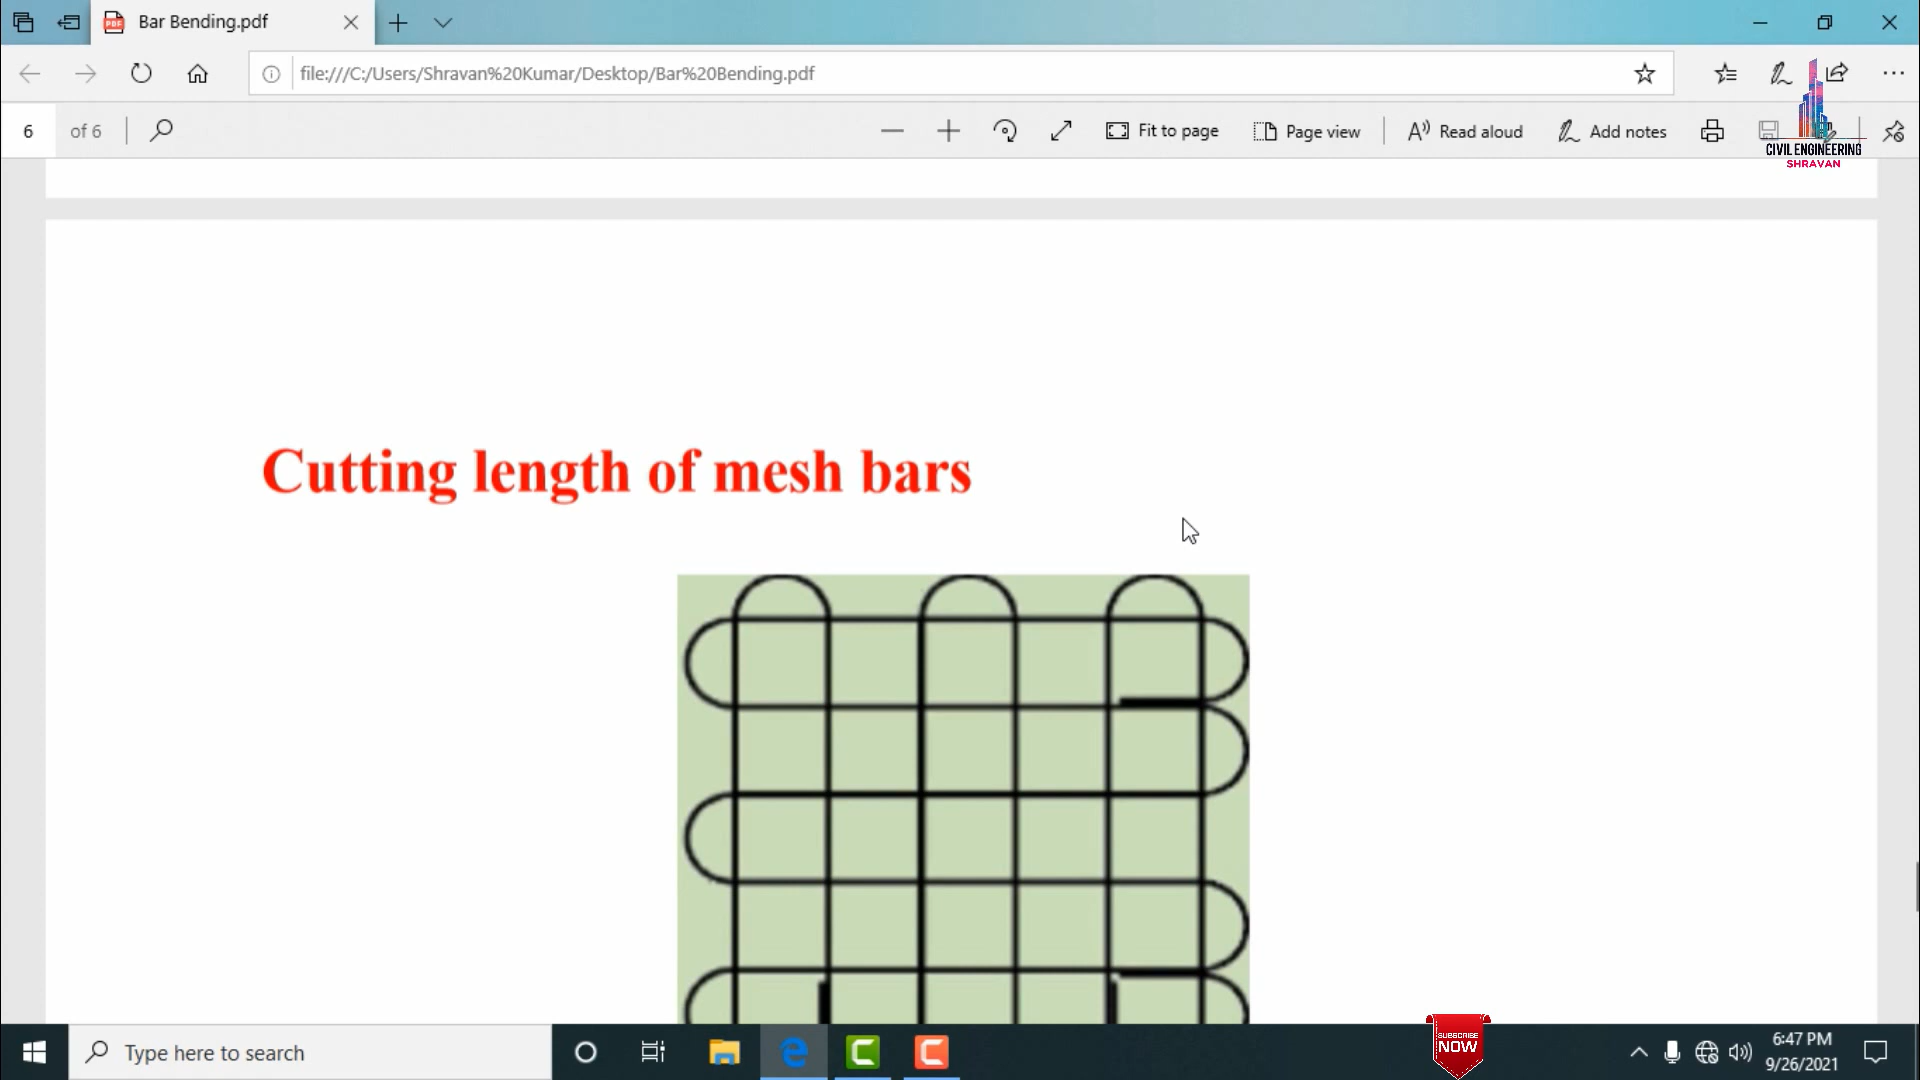 Bar Bending.pdf
file:///C:/Users/Shravan%20Kumar/Desktop/Bar%20Bending.pdf
6 of 6
Fit to page
Page view
Read aloud
Add notes
CIVIL ENGINEERING
SHRAVAN
Cutting length of mesh bars
SUBSCRIBE
NOW
Type here to search
6:47 PM
9/26/2021